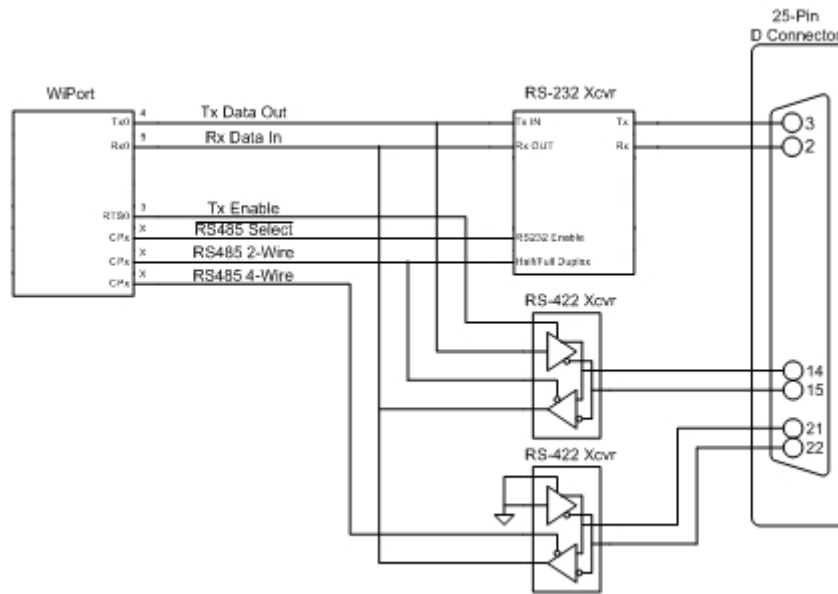 25-Pin
D Connector
WiPort
RS-232 Xcvr
4
Tx0
Tx Data Out
Tx IN
Tx
3
5
Rx0
Rx Data In
Rx OUT
Rx
2
3
RTS0
Tx Enable
X
CPx
RS485 Select
RS232 Enable
X
CPx
RS485 2-Wire
Half/Full Duplex
X
CPx
RS485 4-Wire
RS-422 Xcvr
14
15
21
22
RS-422 Xcvr